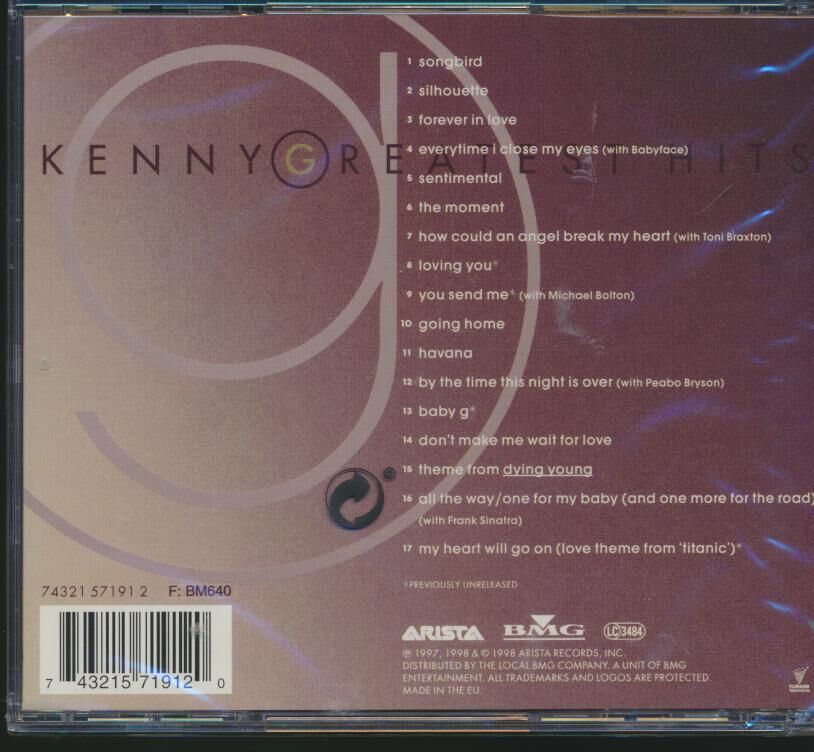 KENNY GREATEST HITS
1 songbird
2 silhouette
3 forever in love
4 everytime i close my eyes (with Babyface)
5 sentimental
6 the moment
7 how could an angel break my heart (with Toni Braxton)
8 loving you*
9 you send me* (with Michael Bolton)
10 going home
11 havana
12 by the time this night is over (with Peabo Bryson)
13 baby g*
14 don't make me wait for love
15 theme from dying young
16 all the way/one for my baby (and one more for the road)
(with Frank Sinatra)
17 my heart will go on (love theme from 'titanic')*
*PREVIOUSLY UNRELEASED
74321 57191 2 F: BM640
7 43215 71912 0
ARISTA BMG LC 3484
℗ 1997, 1998 & © 1998 ARISTA RECORDS, INC.
DISTRIBUTED BY THE LOCAL BMG COMPANY. A UNIT OF BMG
ENTERTAINMENT. ALL TRADEMARKS AND LOGOS ARE PROTECTED.
MADE IN THE EU.
TURNER